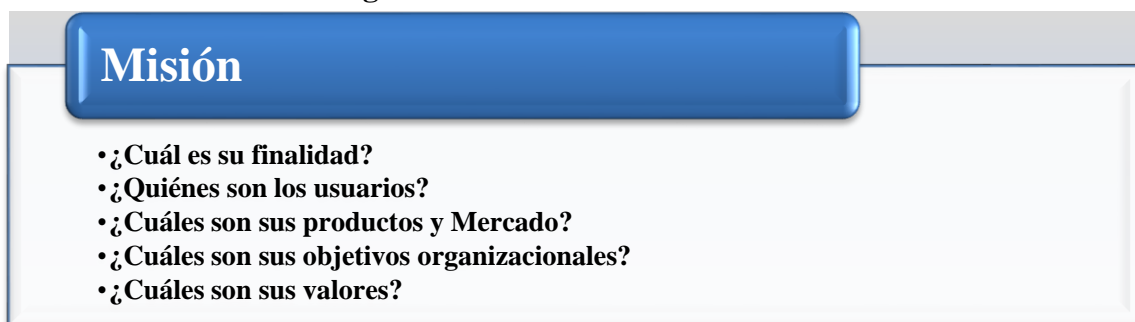 Misión
•¿Cuál es su finalidad?
•¿Quiénes son los usuarios?
•¿Cuáles son sus productos y Mercado?
•¿Cuáles son sus objetivos organizacionales?
•¿Cuáles son sus valores?